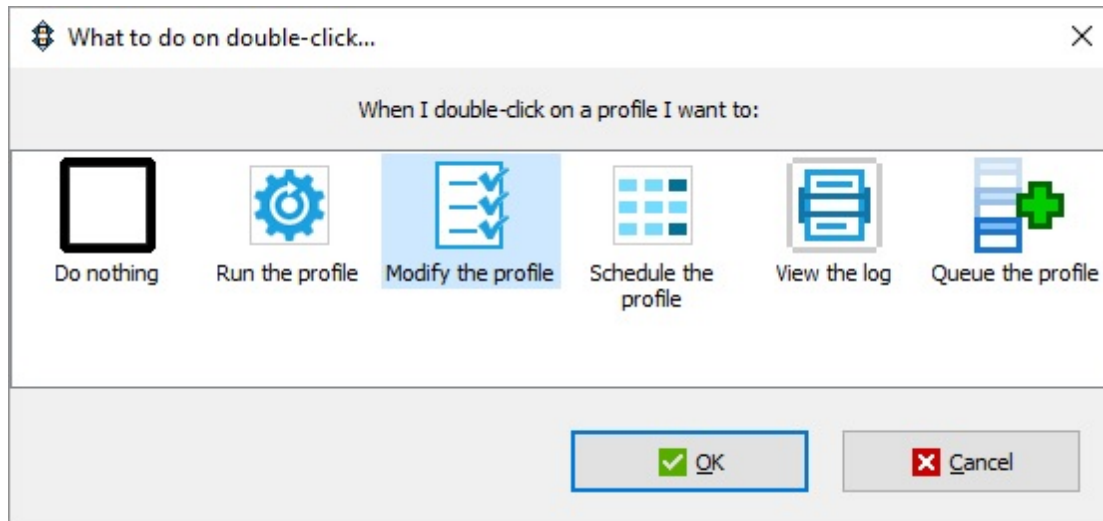 What to do on double-click...
When I double-click on a profile I want to:
Do nothing
Run the profile
Modify the profile
Schedule the
profile
View the log
Queue the profile
OK
Cancel